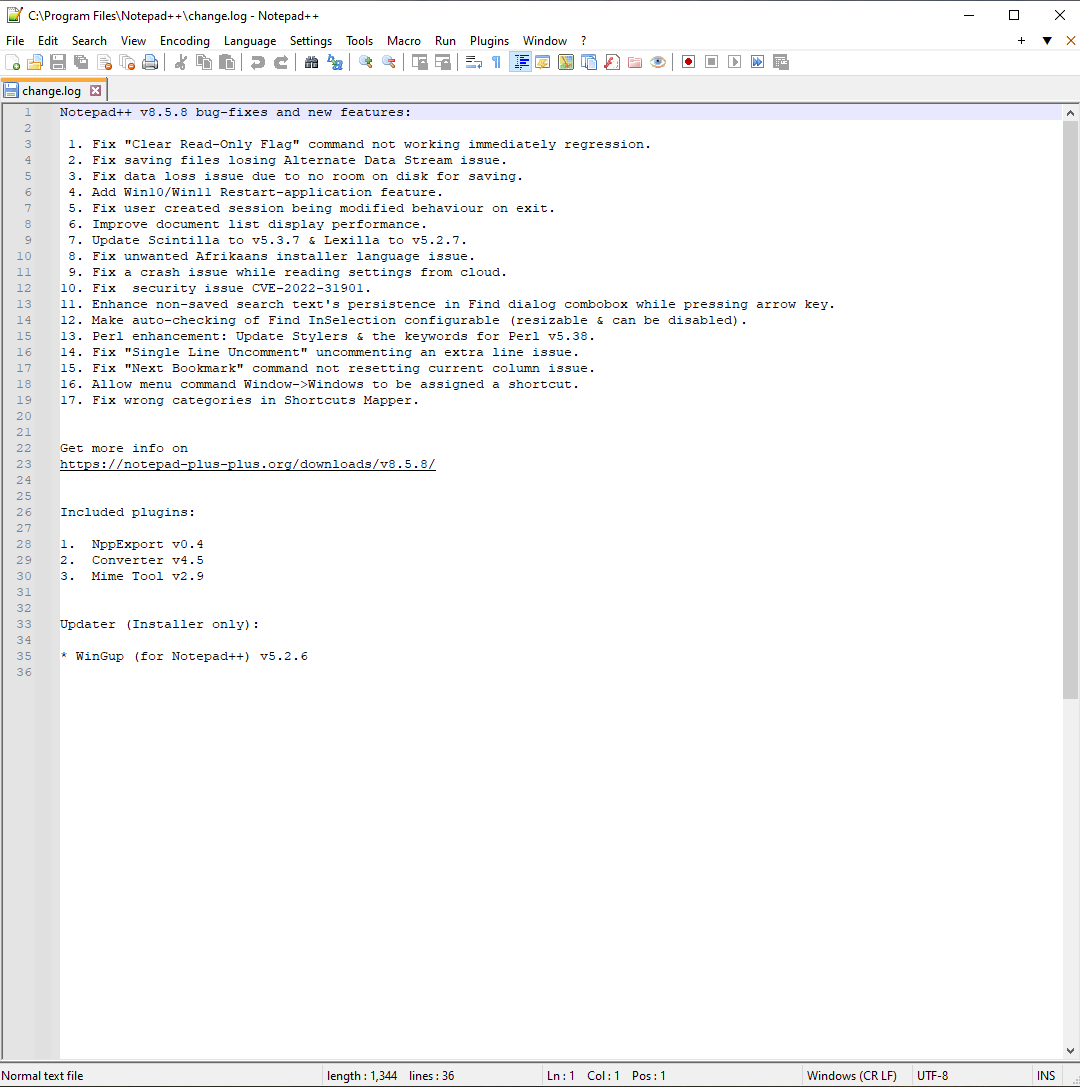 C:\Program Files\Notepad++\change.log - Notepad++
File Edit Search View Encoding Language Settings Tools Macro Run Plugins Window ?
change.log
1 Notepad++ v8.5.8 bug-fixes and new features:
2
3 1. Fix "Clear Read-Only Flag" command not working immediately regression.
4 2. Fix saving files losing Alternate Data Stream issue.
5 3. Fix data loss issue due to no room on disk for saving.
6 4. Add Win10/Win11 Restart-application feature.
7 5. Fix user created session being modified behaviour on exit.
8 6. Improve document list display performance.
9 7. Update Scintilla to v5.3.7 & Lexilla to v5.2.7.
10 8. Fix unwanted Afrikaans installer language issue.
11 9. Fix a crash issue while reading settings from cloud.
12 10. Fix  security issue CVE-2022-31901.
13 11. Enhance non-saved search text's persistence in Find dialog combobox while pressing arrow key.
14 12. Make auto-checking of Find InSelection configurable (resizable & can be disabled).
15 13. Perl enhancement: Update Stylers & the keywords for Perl v5.38.
16 14. Fix "Single Line Uncomment" uncommenting an extra line issue.
17 15. Fix "Next Bookmark" command not resetting current column issue.
18 16. Allow menu command Window->Windows to be assigned a shortcut.
19 17. Fix wrong categories in Shortcuts Mapper.
20
21
22 Get more info on
23 https://notepad-plus-plus.org/downloads/v8.5.8/
24
25
26 Included plugins:
27
28 1.  NppExport v0.4
29 2.  Converter v4.5
30 3.  Mime Tool v2.9
31
32
33 Updater (Installer only):
34
35 * WinGup (for Notepad++) v5.2.6
36
Normal text file length : 1,344 lines : 36 Ln : 1 Col : 1 Pos : 1 Windows (CR LF) UTF-8 INS